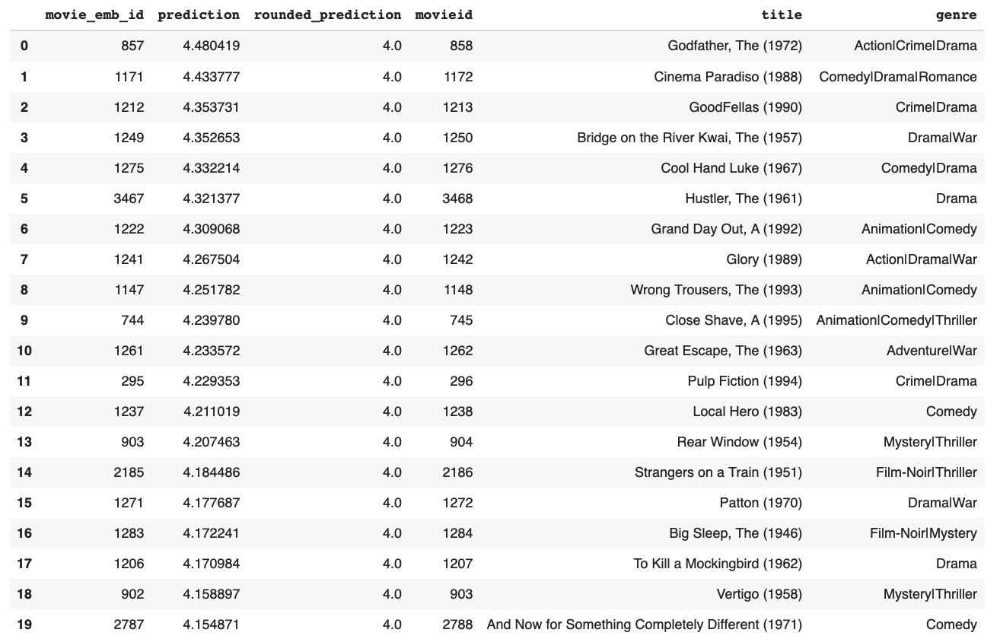 movie_emb_id prediction rounded_prediction movieid title genre
0 857 4.480419 4.0 858 Godfather, The (1972) Action|Crime|Drama
1 1171 4.433777 4.0 1172 Cinema Paradiso (1988) Comedy|Drama|Romance
2 1212 4.353731 4.0 1213 GoodFellas (1990) Crime|Drama
3 1249 4.352653 4.0 1250 Bridge on the River Kwai, The (1957) Drama|War
4 1275 4.332214 4.0 1276 Cool Hand Luke (1967) Comedy|Drama
5 3467 4.321377 4.0 3468 Hustler, The (1961) Drama
6 1222 4.309068 4.0 1223 Grand Day Out, A (1992) Animation|Comedy
7 1241 4.267504 4.0 1242 Glory (1989) Action|Drama|War
8 1147 4.251782 4.0 1148 Wrong Trousers, The (1993) Animation|Comedy
9 744 4.239780 4.0 745 Close Shave, A (1995) Animation|Comedy|Thriller
10 1261 4.233572 4.0 1262 Great Escape, The (1963) Adventure|War
11 295 4.229353 4.0 296 Pulp Fiction (1994) Crime|Drama
12 1237 4.211019 4.0 1238 Local Hero (1983) Comedy
13 903 4.207463 4.0 904 Rear Window (1954) Mystery|Thriller
14 2185 4.184486 4.0 2186 Strangers on a Train (1951) Film-Noir|Thriller
15 1271 4.177687 4.0 1272 Patton (1970) Drama|War
16 1283 4.172241 4.0 1284 Big Sleep, The (1946) Film-Noir|Mystery
17 1206 4.170984 4.0 1207 To Kill a Mockingbird (1962) Drama
18 902 4.158897 4.0 903 Vertigo (1958) Mystery|Thriller
19 2787 4.154871 4.0 2788 And Now for Something Completely Different (1971) Comedy